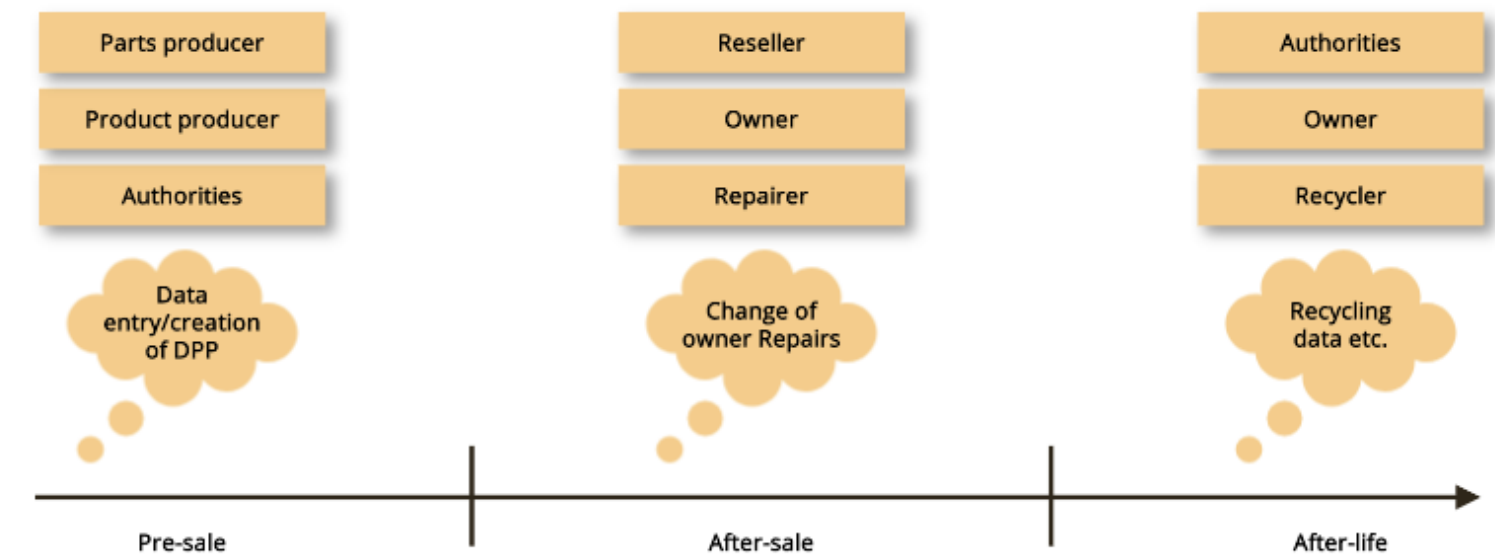 Parts producer
Product producer
Authorities
Data
entry/creation
of DPP
Pre-sale
Reseller
Owner
Repairer
Change of
owner Repairs
After-sale
Authorities
Owner
Recycler
Recycling
data etc.
After-life